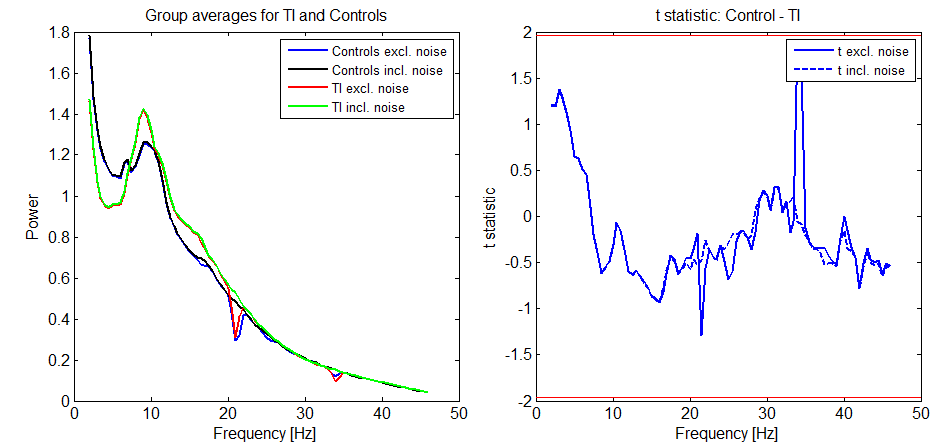 Group averages for TI and Controls
1.8
1.6
1.4
1.2
1
0.8
0.6
0.4
0.2
0
Power
Controls excl. noise
Controls incl. noise
TI excl. noise
TI incl. noise
0 10 20 30 40 50
Frequency [Hz]
t statistic: Control - TI
2
1.5
1
0.5
0
-0.5
-1
-1.5
-2
t statistic
t excl. noise
t incl. noise
0 10 20 30 40 50
Frequency [Hz]